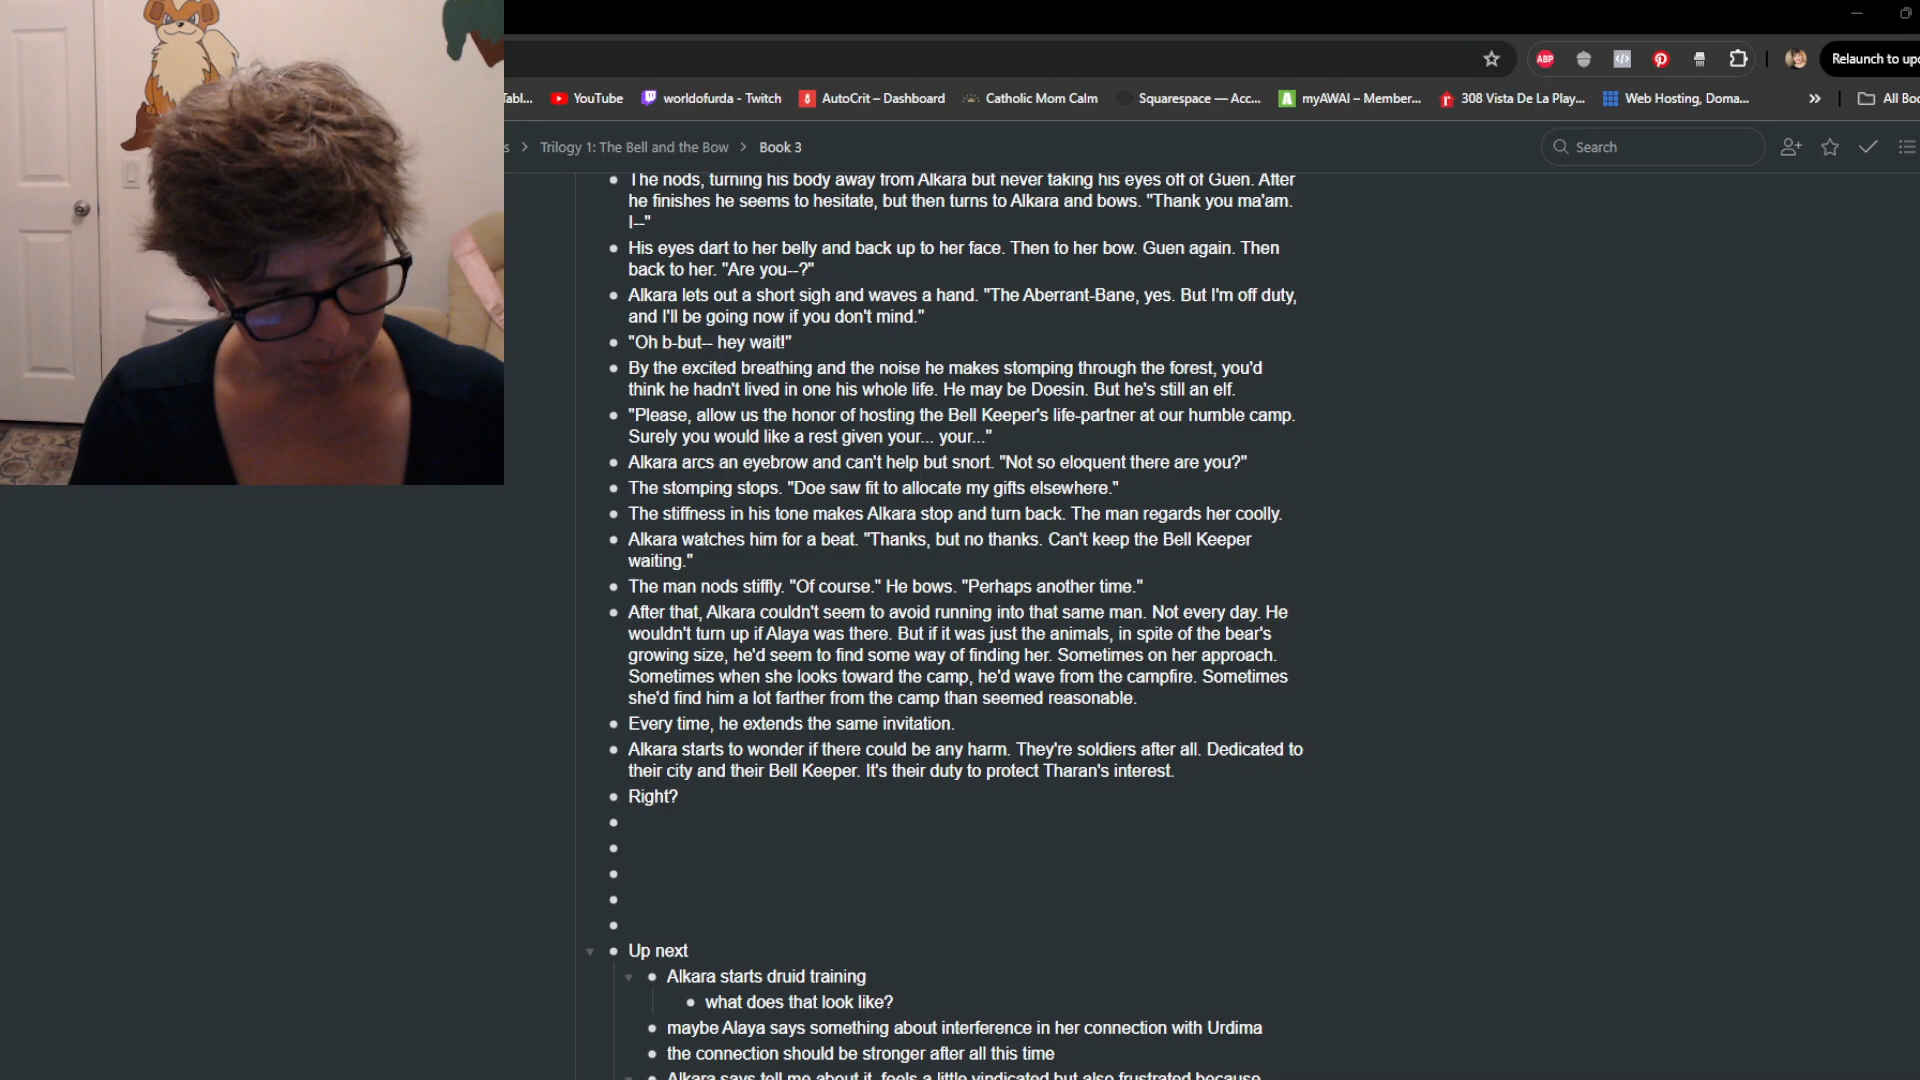 Relaunch to up
Tabl...
YouTube
worldofurda - Twitch
AutoCrit – Dashboard
Catholic Mom Calm
Squarespace — Acc...
myAWAI – Member...
308 Vista De La Play...
Web Hosting, Doma...
All Boo
s > Trilogy 1: The Bell and the Bow > Book 3
Search
ABP
The nods, turning his body away from Alkara but never taking his eyes off of Guen. After
he finishes he seems to hesitate, but then turns to Alkara and bows. "Thank you ma'am.
I--"
His eyes dart to her belly and back up to her face. Then to her bow. Guen again. Then
back to her. "Are you--?"
Alkara lets out a short sigh and waves a hand. "The Aberrant-Bane, yes. But I'm off duty,
and I'll be going now if you don't mind."
"Oh b-but-- hey wait!"
By the excited breathing and the noise he makes stomping through the forest, you'd
think he hadn't lived in one his whole life. He may be Doesin. But he's still an elf.
"Please, allow us the honor of hosting the Bell Keeper's life-partner at our humble camp.
Surely you would like a rest given your... your..."
Alkara arcs an eyebrow and can't help but snort. "Not so eloquent there are you?"
The stomping stops. "Doe saw fit to allocate my gifts elsewhere."
The stiffness in his tone makes Alkara stop and turn back. The man regards her coolly.
Alkara watches him for a beat. "Thanks, but no thanks. Can't keep the Bell Keeper
waiting."
The man nods stiffly. "Of course." He bows. "Perhaps another time."
After that, Alkara couldn't seem to avoid running into that same man. Not every day. He
wouldn't turn up if Alaya was there. But if it was just the animals, in spite of the bear's
growing size, he'd seem to find some way of finding her. Sometimes on her approach.
Sometimes when she looks toward the camp, he'd wave from the campfire. Sometimes
she'd find him a lot farther from the camp than seemed reasonable.
Every time, he extends the same invitation.
Alkara starts to wonder if there could be any harm. They're soldiers after all. Dedicated to
their city and their Bell Keeper. It's their duty to protect Tharan's interest.
Right?
Up next
Alkara starts druid training
what does that look like?
maybe Alaya says something about interference in her connection with Urdima
the connection should be stronger after all this time
Alkara says tell me about it, feels a little vindicated but also frustrated because